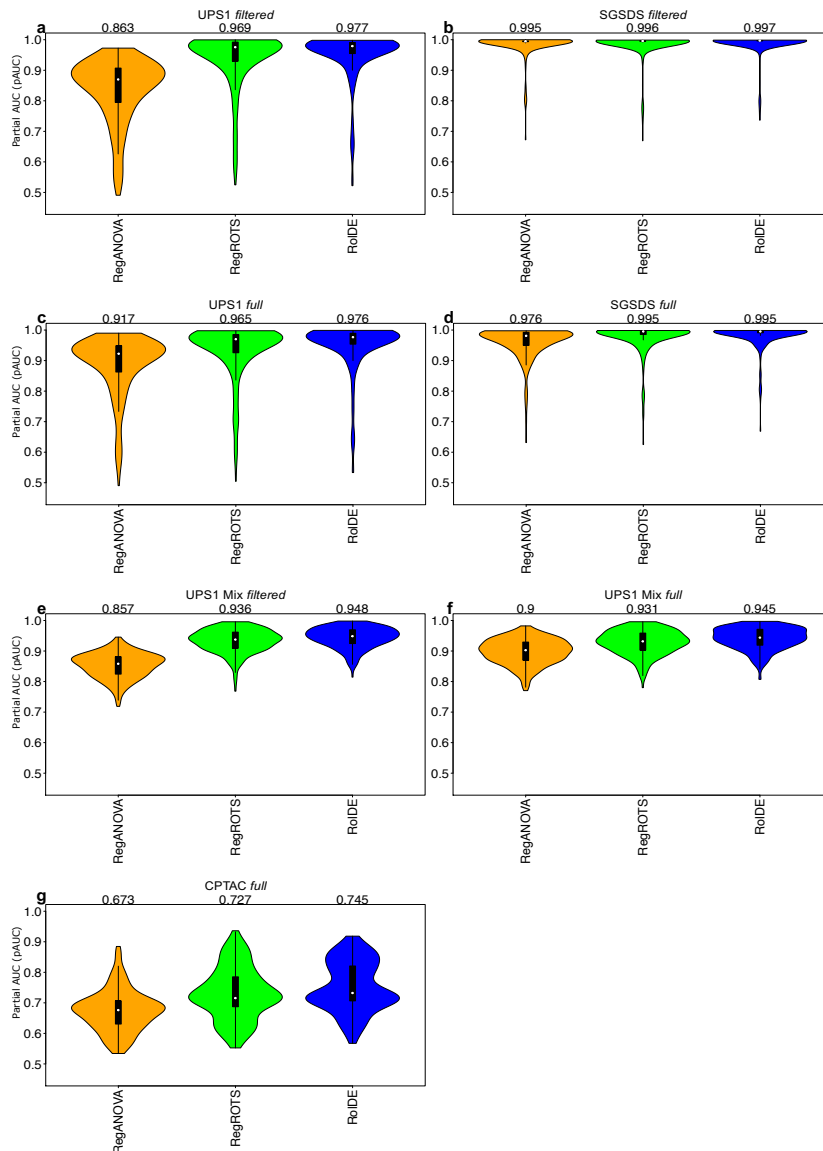 a
UPS1 filtered
0.863 0.969 0.977
Partial AUC (pAUC)
1.0
0.9
0.8
0.7
0.6
0.5
RegANOVA
RegROTS
RolDE
b
SGSDS filtered
0.995 0.996 0.997
1.0
0.9
0.8
0.7
0.6
0.5
RegANOVA
RegROTS
RolDE
c
UPS1 full
0.917 0.965 0.976
Partial AUC (pAUC)
1.0
0.9
0.8
0.7
0.6
0.5
RegANOVA
RegROTS
RolDE
d
SGSDS full
0.976 0.995 0.995
1.0
0.9
0.8
0.7
0.6
0.5
RegANOVA
RegROTS
RolDE
e
UPS1 Mix filtered
0.857 0.936 0.948
Partial AUC (pAUC)
1.0
0.9
0.8
0.7
0.6
0.5
RegANOVA
RegROTS
RolDE
f
UPS1 Mix full
0.9 0.931 0.945
1.0
0.9
0.8
0.7
0.6
0.5
RegANOVA
RegROTS
RolDE
g
CPTAC full
0.673 0.727 0.745
Partial AUC (pAUC)
1.0
0.9
0.8
0.7
0.6
0.5
RegANOVA
RegROTS
RolDE